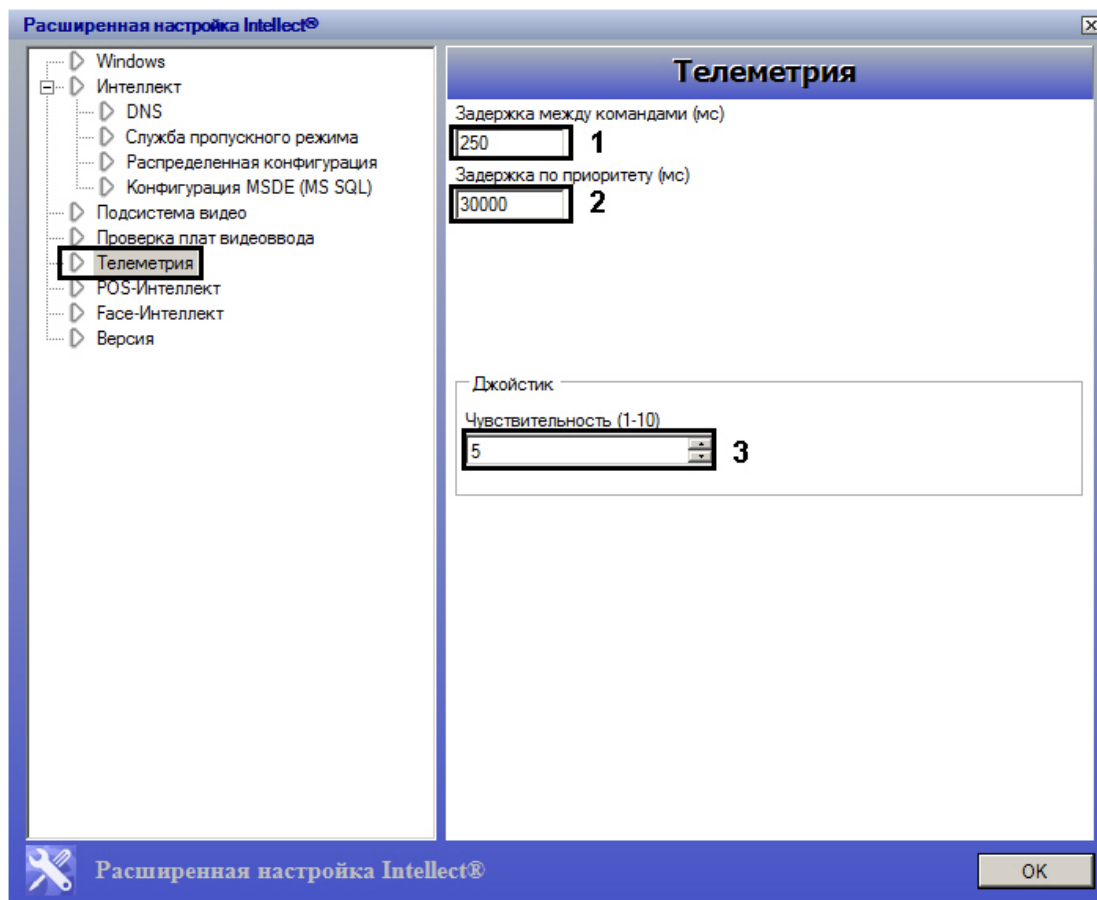 Расширенная настройка Intellect®
Windows
Интеллект
DNS
Служба пропускного режима
Распределенная конфигурация
Конфигурация MSDE (MS SQL)
Подсистема видео
Проверка плат видеоввода
Телеметрия
POS-Интеллект
Face-Интеллект
Версия
Телеметрия
Задержка между командами (мс)
250 1
Задержка по приоритету (мс)
30000 2
Джойстик
Чувствительность (1-10)
5 3
Расширенная настройка Intellect®
OK